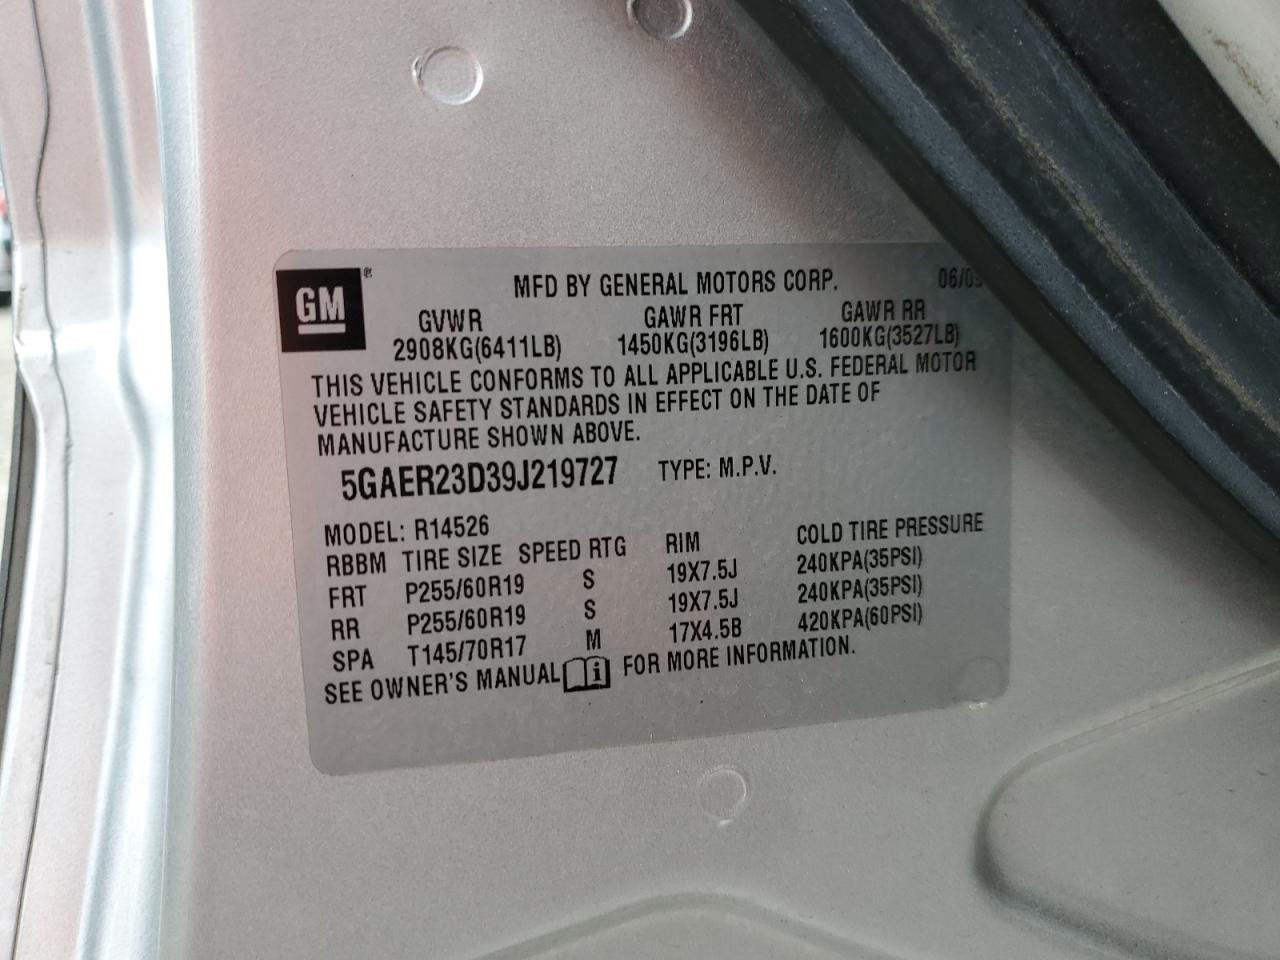 GM®
MFD BY GENERAL MOTORS CORP. 06/09
GVWR GAWR FRT GAWR RR
2908KG(6411LB) 1450KG(3196LB) 1600KG(3527LB)
THIS VEHICLE CONFORMS TO ALL APPLICABLE U.S. FEDERAL MOTOR
VEHICLE SAFETY STANDARDS IN EFFECT ON THE DATE OF
MANUFACTURE SHOWN ABOVE.
5GAER23D39J219727 TYPE: M.P.V.
MODEL: R14526
RBBM TIRE SIZE SPEED RTG RIM COLD TIRE PRESSURE
FRT P255/60R19 S 19X7.5J 240KPA(35PSI)
RR P255/60R19 S 19X7.5J 240KPA(35PSI)
SPA T145/70R17 M 17X4.5B 420KPA(60PSI)
SEE OWNER'S MANUAL i FOR MORE INFORMATION.